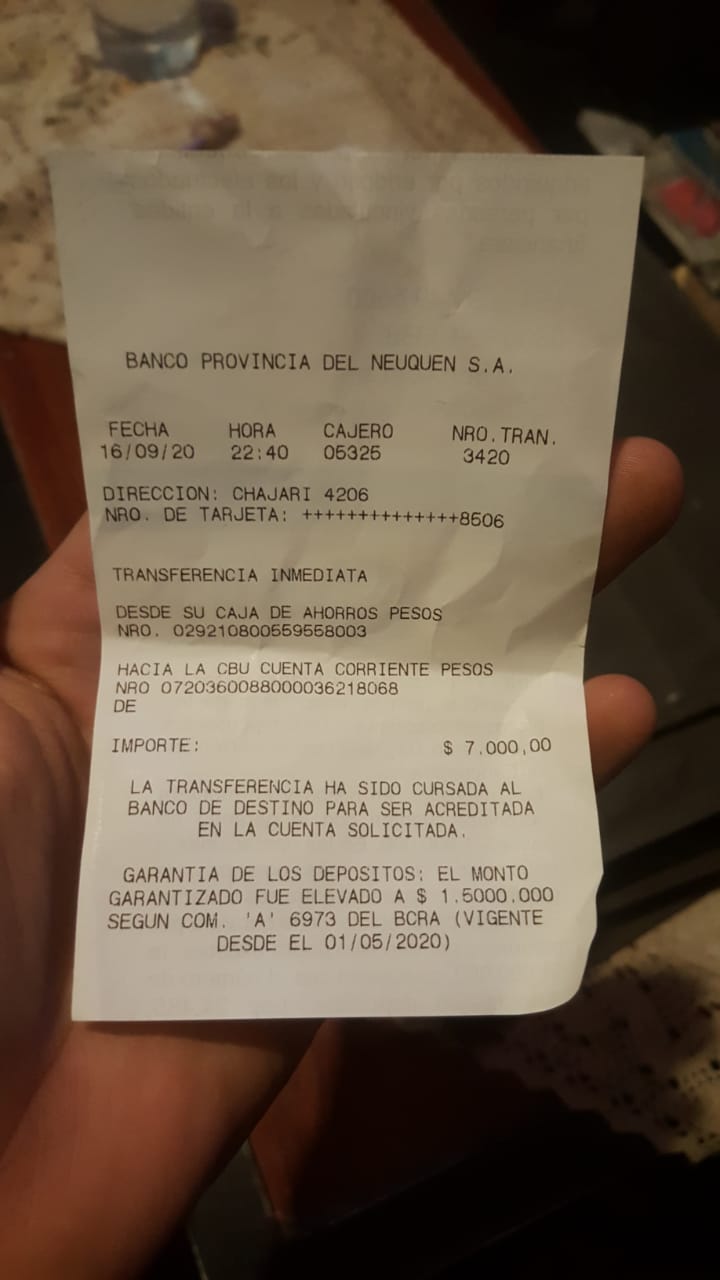 BANCO PROVINCIA DEL NEUQUEN S.A.
FECHA HORA CAJERO NRO.TRAN.
16/09/20 22:40 05325 3420
DIRECCION: CHAJARI 4206
NRO. DE TARJETA: ++++++++++++++8506
TRANSFERENCIA INMEDIATA
DESDE SU CAJA DE AHORROS PESOS
NRO. 029210800559558003
HACIA LA CBU CUENTA CORRIENTE PESOS
NRO 0720360088000036218068
DE
IMPORTE: $ 7.000,00
LA TRANSFERENCIA HA SIDO CURSADA AL
BANCO DE DESTINO PARA SER ACREDITADA
EN LA CUENTA SOLICITADA.
GARANTIA DE LOS DEPOSITOS: EL MONTO
GARANTIZADO FUE ELEVADO A $ 1.5000.000
SEGUN COM. 'A' 6973 DEL BCRA (VIGENTE
DESDE EL 01/05/2020)